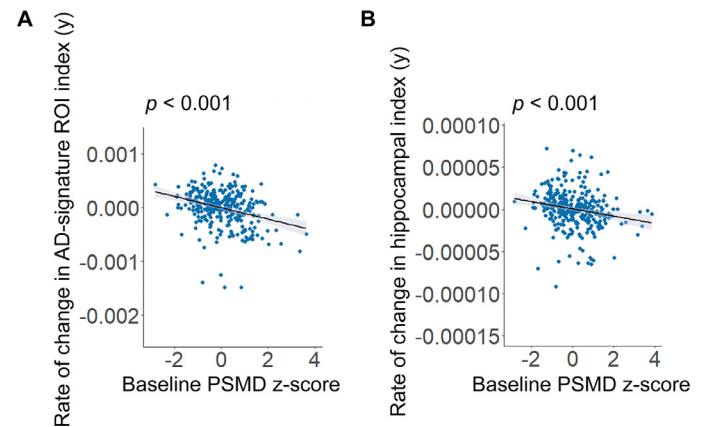 A
Rate of change in AD-signature ROI index (y)
p < 0.001
0.001
0.000
-0.001
-0.002
-2 0 2 4
Baseline PSMD z-score
B
Rate of change in hippocampal index (y)
p < 0.001
0.00010
0.00005
0.00000
-0.00005
-0.00010
-0.00015
-2 0 2 4
Baseline PSMD z-score